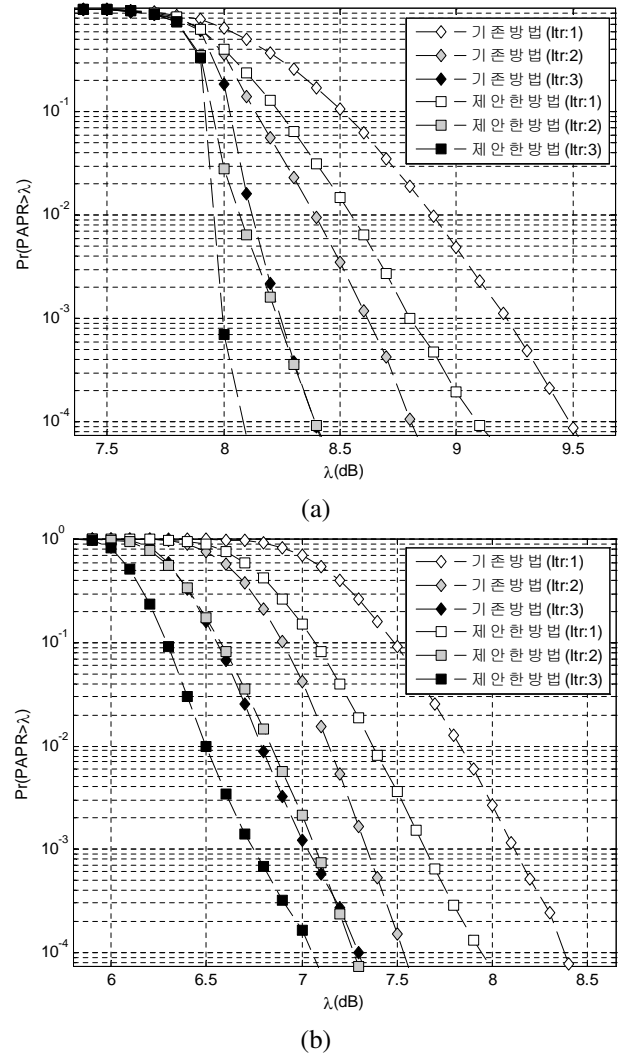 10^-1
10^-2
10^-3
10^-4
Pr(PAPR>λ)
기존방법(Itr:1)
기존방법(Itr:2)
기존방법(Itr:3)
제안한방법(Itr:1)
제안한방법(Itr:2)
제안한방법(Itr:3)
7.5 8 8.5 9 9.5
λ(dB)
(a)
10^0
10^-1
10^-2
10^-3
10^-4
Pr(PAPR>λ)
기존방법(Itr:1)
기존방법(Itr:2)
기존방법(Itr:3)
제안한방법(Itr:1)
제안한방법(Itr:2)
제안한방법(Itr:3)
6 6.5 7 7.5 8 8.5
λ(dB)
(b)